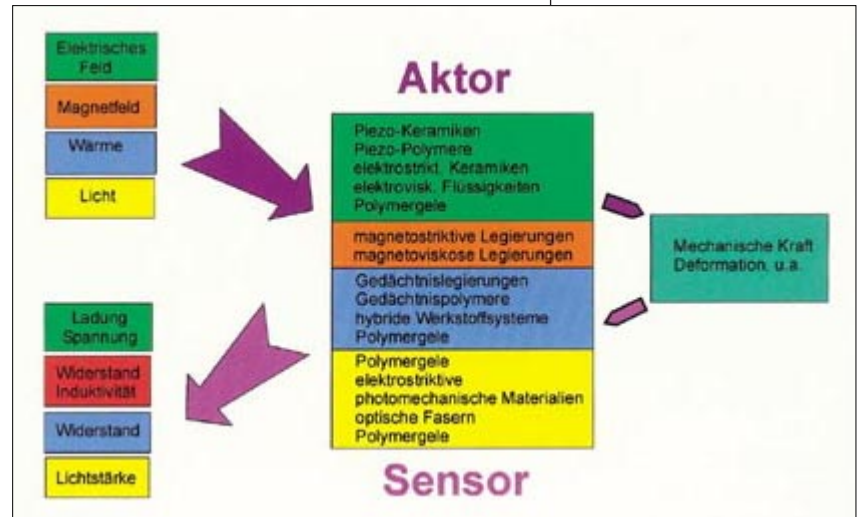 Elektrisches
Feld
Magnetfeld
Wärme
Licht
Aktor
Piezo-Keramiken
Piezo-Polymere
elektrostrikt. Keramiken
elektrovisk. Flüssigkeiten
Polymergele
magnetostriktive Legierungen
magnetoviskose Legierungen
Gedächtnislegierungen
Gedächtnispolymere
hybride Werkstoffsysteme
Polymergele
Polymergele
elektrostriktive
photomechanische Materialien
optische Fasern
Polymergele
Mechanische Kraft
Deformation, u.a.
Ladung
Spannung
Widerstand
Induktivität
Widerstand
Lichtstärke
Sensor